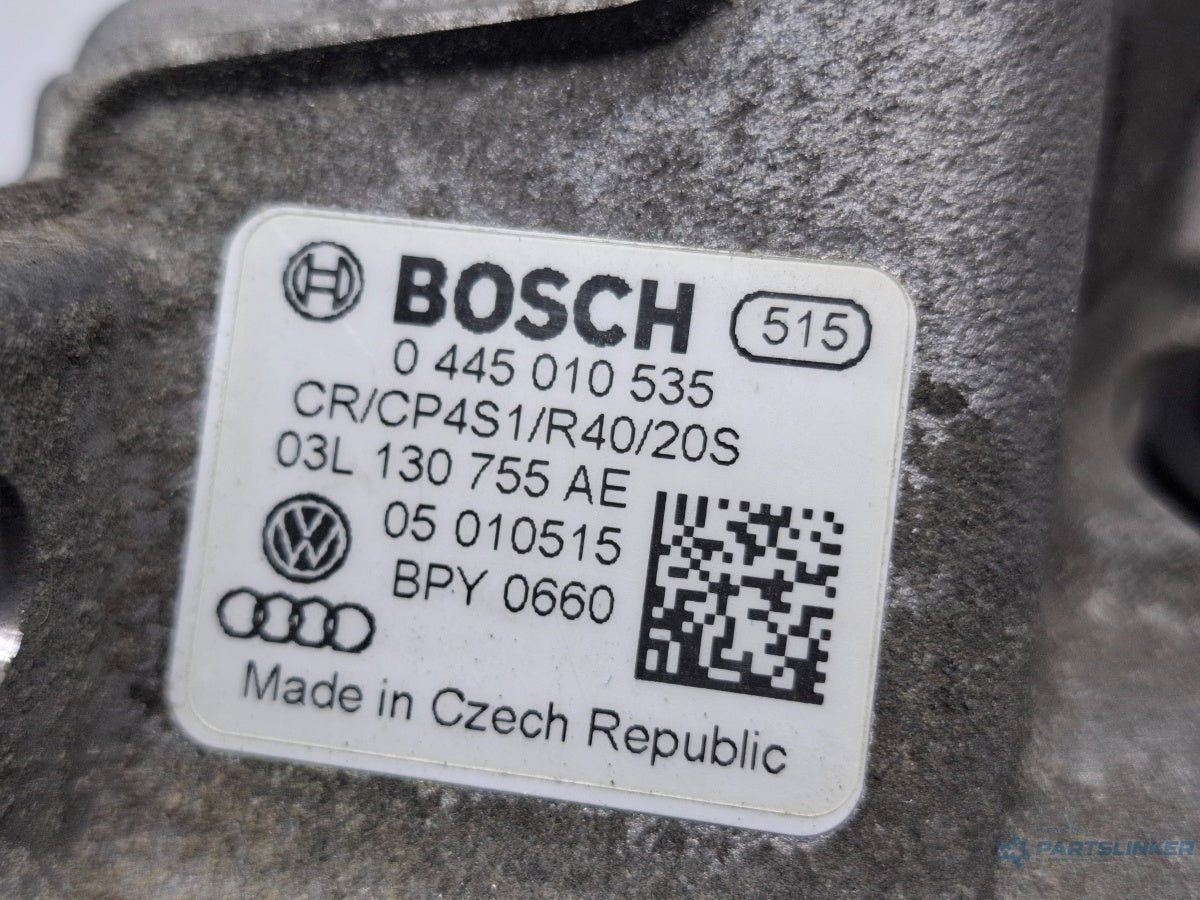 BOSCH 515
0 445 010 535
CR/CP4S1/R40/20S
03L 130 755 AE
05 010515
BPY 0660
Made in Czech Republic
PARTSLINKER